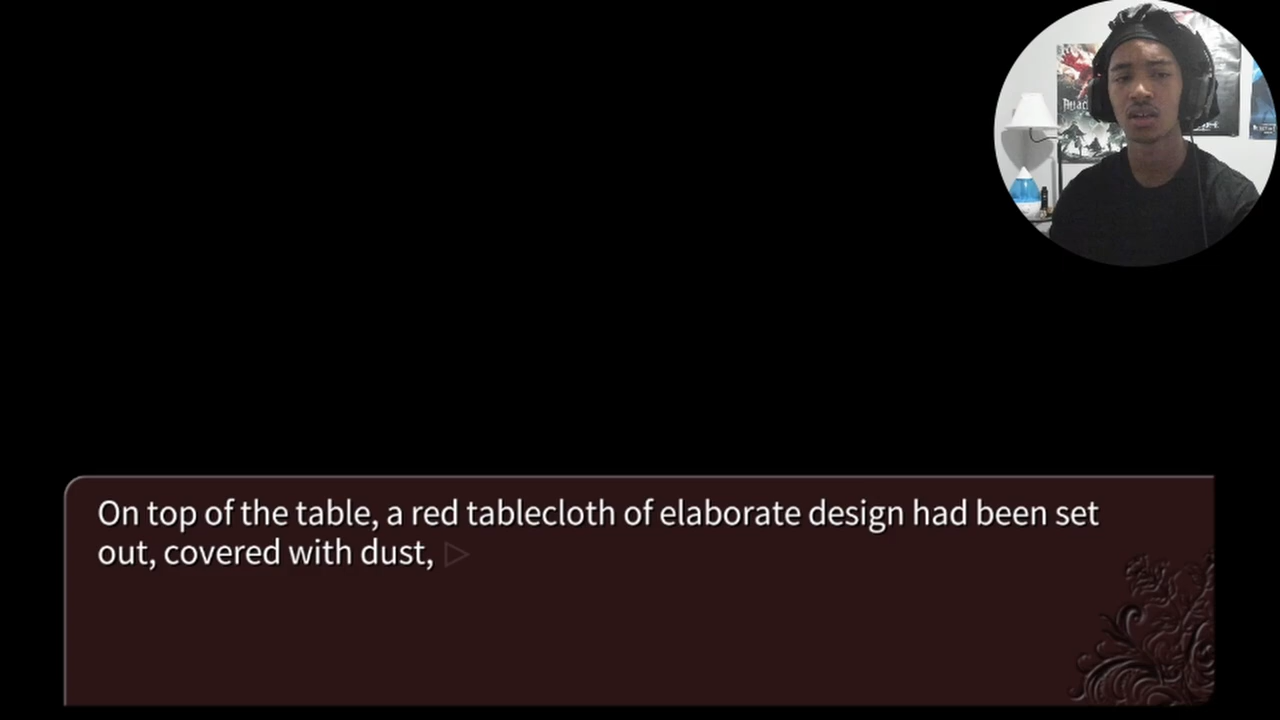 On top of the table, a red tablecloth of elaborate design had been set
out, covered with dust,